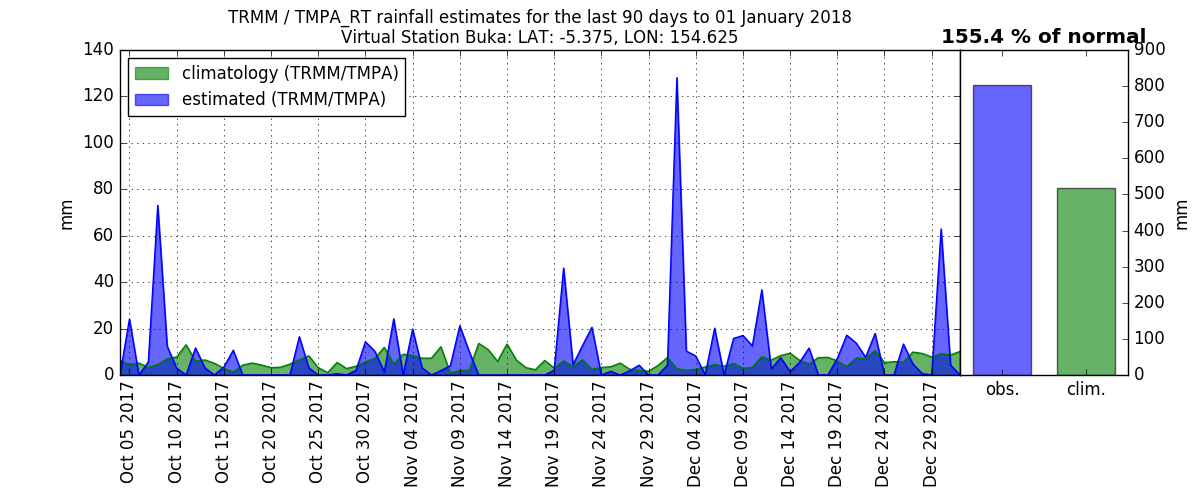 TRMM / TMPA_RT rainfall estimates for the last 90 days to 01 January 2018
Virtual Station Buka: LAT: -5.375, LON: 154.625
155.4 % of normal
climatology (TRMM/TMPA)
estimated (TRMM/TMPA)
mm
140
120
100
80
60
40
20
0
Oct 05 2017
Oct 10 2017
Oct 15 2017
Oct 20 2017
Oct 25 2017
Oct 30 2017
Nov 04 2017
Nov 09 2017
Nov 14 2017
Nov 19 2017
Nov 24 2017
Nov 29 2017
Dec 04 2017
Dec 09 2017
Dec 14 2017
Dec 19 2017
Dec 24 2017
Dec 29 2017
obs.
clim.
900
800
700
600
500
400
300
200
100
0
mm